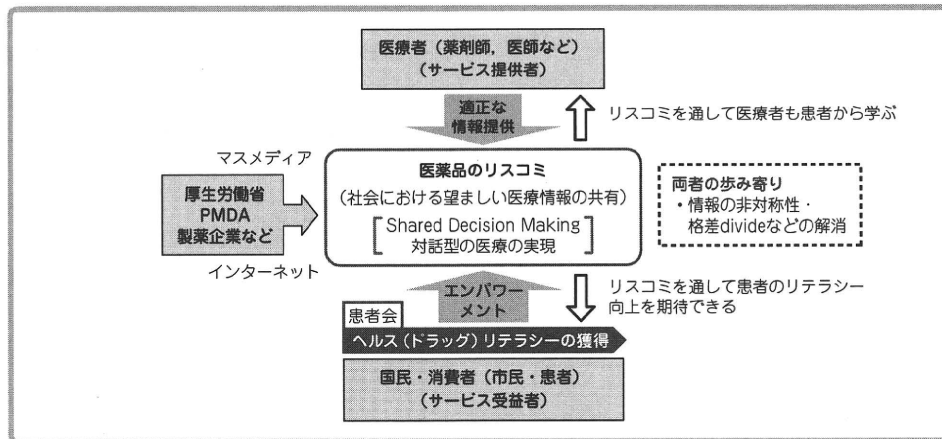 医療者（薬剤師，医師など）
（サービス提供者）
適正な
情報提供
リスコミを通して医療者も患者から学ぶ
マスメディア
厚生労働省
PMDA
製薬企業など
インターネット
医薬品のリスコミ
（社会における望ましい医療情報の共有）
Shared Decision Making
対話型の医療の実現
両者の歩み寄り
・情報の非対称性・
格差divideなどの解消
エンパワー
メント
リスコミを通して患者のリテラシー
向上を期待できる
患者会
ヘルス（ドラッグ）リテラシーの獲得
国民・消費者（市民・患者）
（サービス受益者）